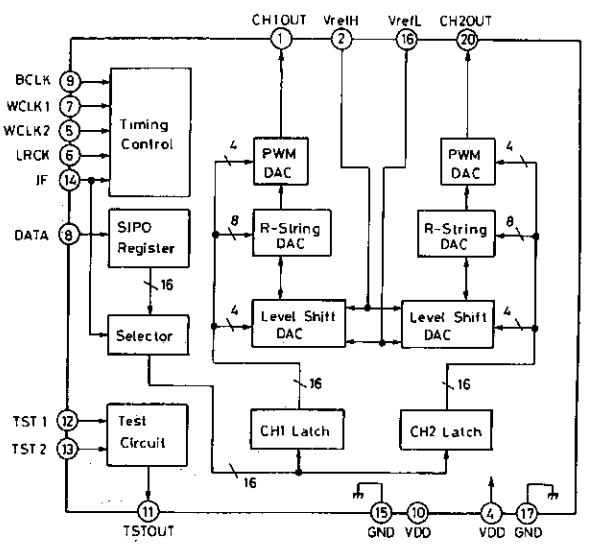 CH1OUT VrefH VrefL CH2OUT
1 2 16 20
BCLK 9
WCLK1 7
WCLK2 5
LRCK 6
IF 14
Timing
Control
4
PWM
DAC
PWM
DAC
4
DATA 8
SIPO
Register
8
R-String
DAC
R-String
DAC
8
16
Selector
4
Level Shift
DAC
Level Shift
DAC
4
16
16
TST 1 12
TST 2 13
Test
Circuit
CH1 Latch
CH2 Latch
16
11 15 10 4 17
TSTOUT GND VDD VDD GND